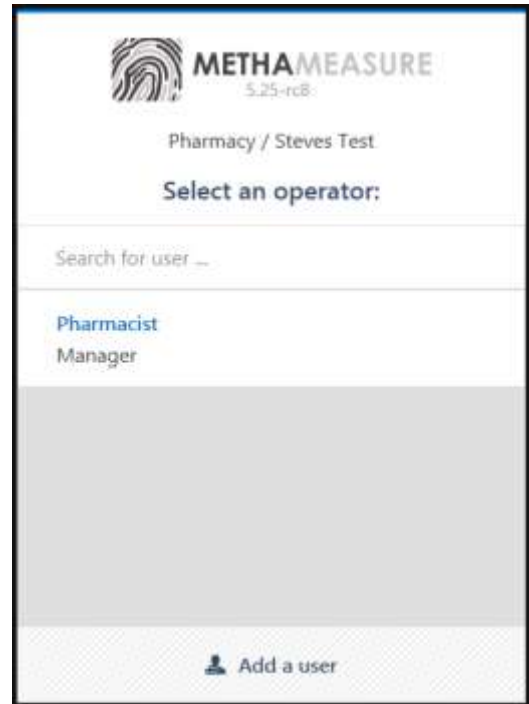 METHAMEASURE
5.25-rc8
Pharmacy / Steves Test
Select an operator:
Search for user ...
Pharmacist
Manager
Add a user